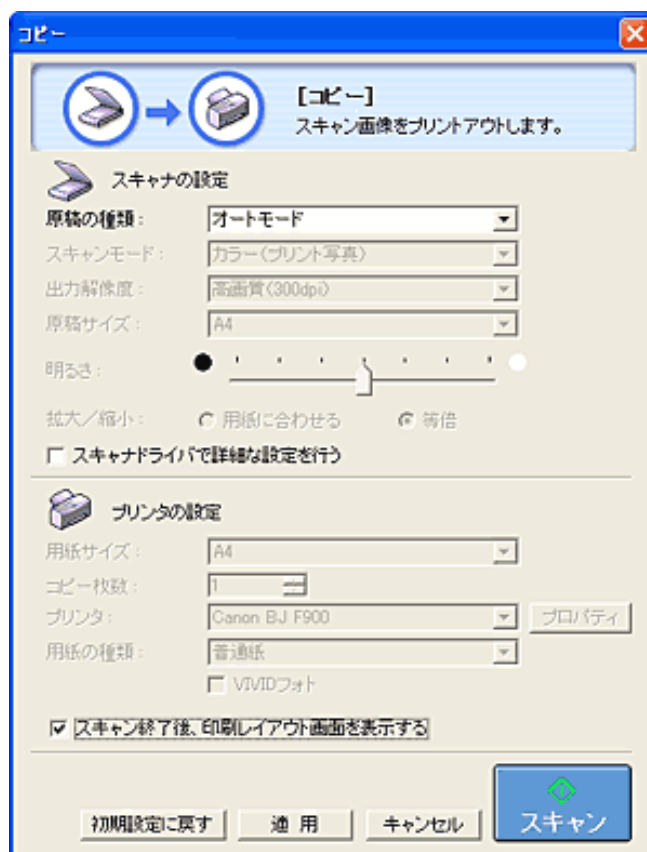 コピー
[コピー]
スキャン画像をプリントアウトします。
スキャナの設定
原稿の種類： オートモード
スキャンモード： カラー(プリント写真)
出力解像度： 高画質(300dpi)
原稿サイズ： A4
明るさ：
拡大／縮小： 用紙に合わせる 等倍
スキャナドライバで詳細な設定を行う
プリンタの設定
用紙サイズ： A4
コピー枚数： 1
プリンタ： Canon BJ F900 プロパティ
用紙の種類： 普通紙
VIVIDフォト
スキャン終了後、印刷レイアウト画面を表示する
初期設定に戻す 適 用 キャンセル スキャン